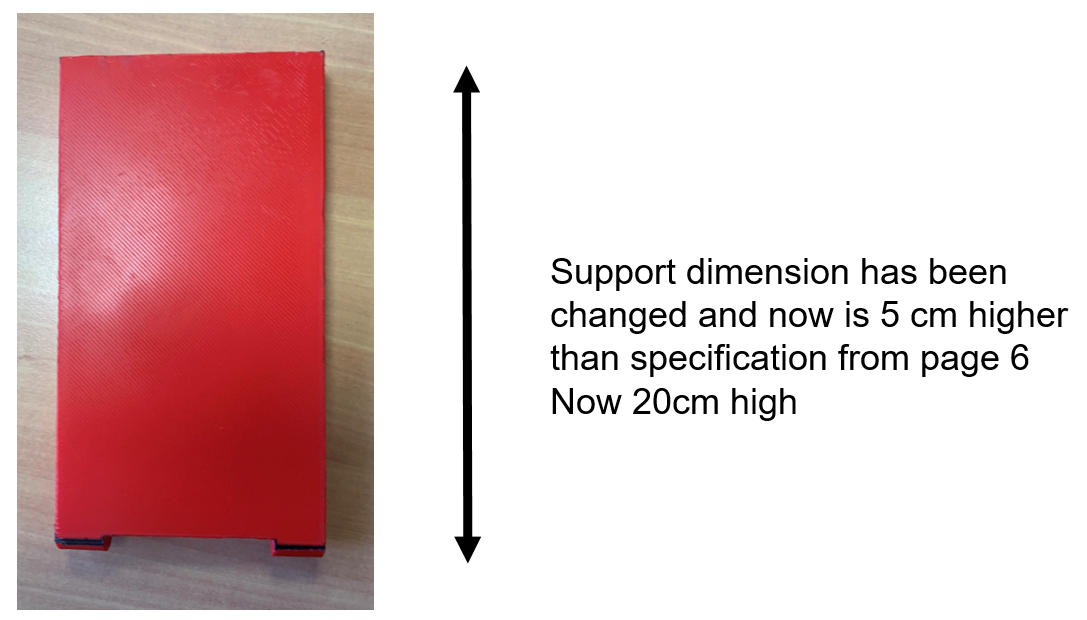 Support dimension has been
changed and now is 5 cm higher
than specification from page 6
Now 20cm high